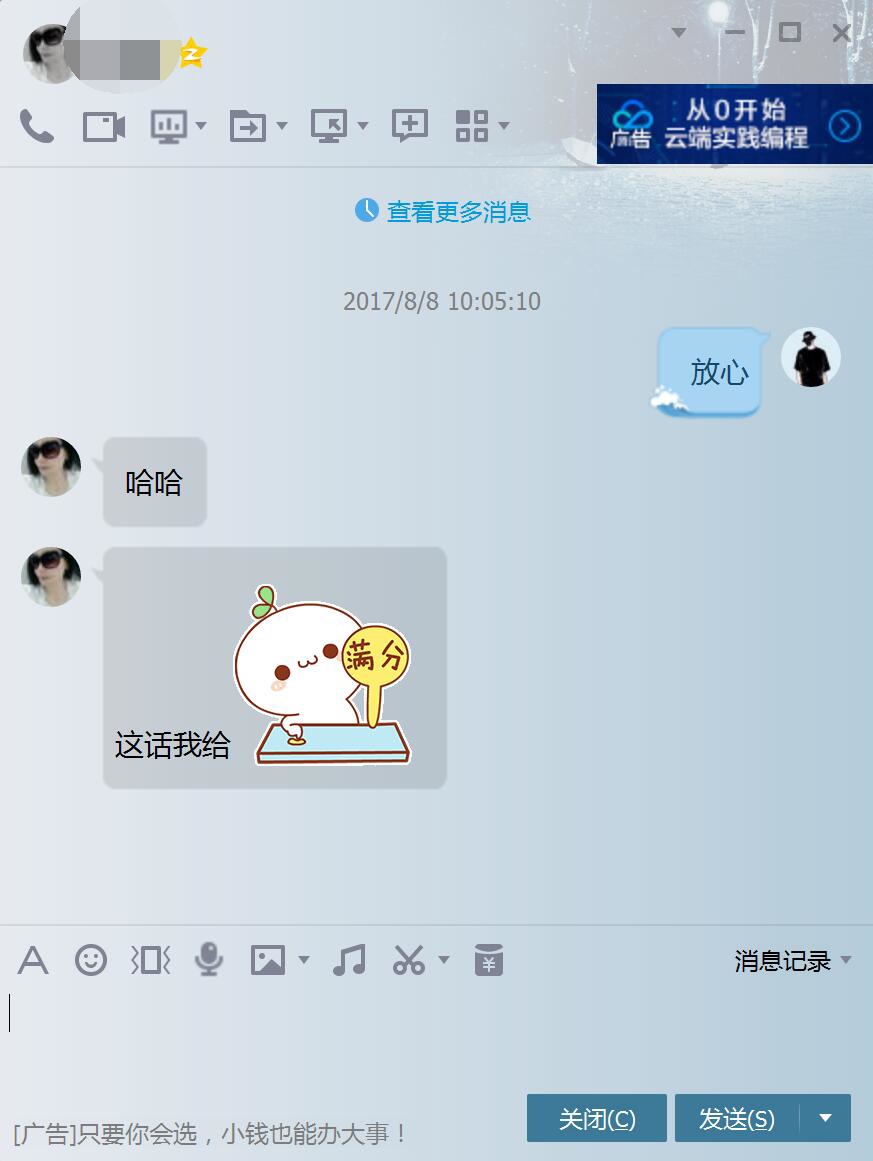 从0开始
广告 云端实践编程
查看更多消息
2017/8/8 10:05:10
放心
哈哈
满分
这话我给
消息记录
关闭(C)
发送(S)
[广告]只要你会选，小钱也能办大事！